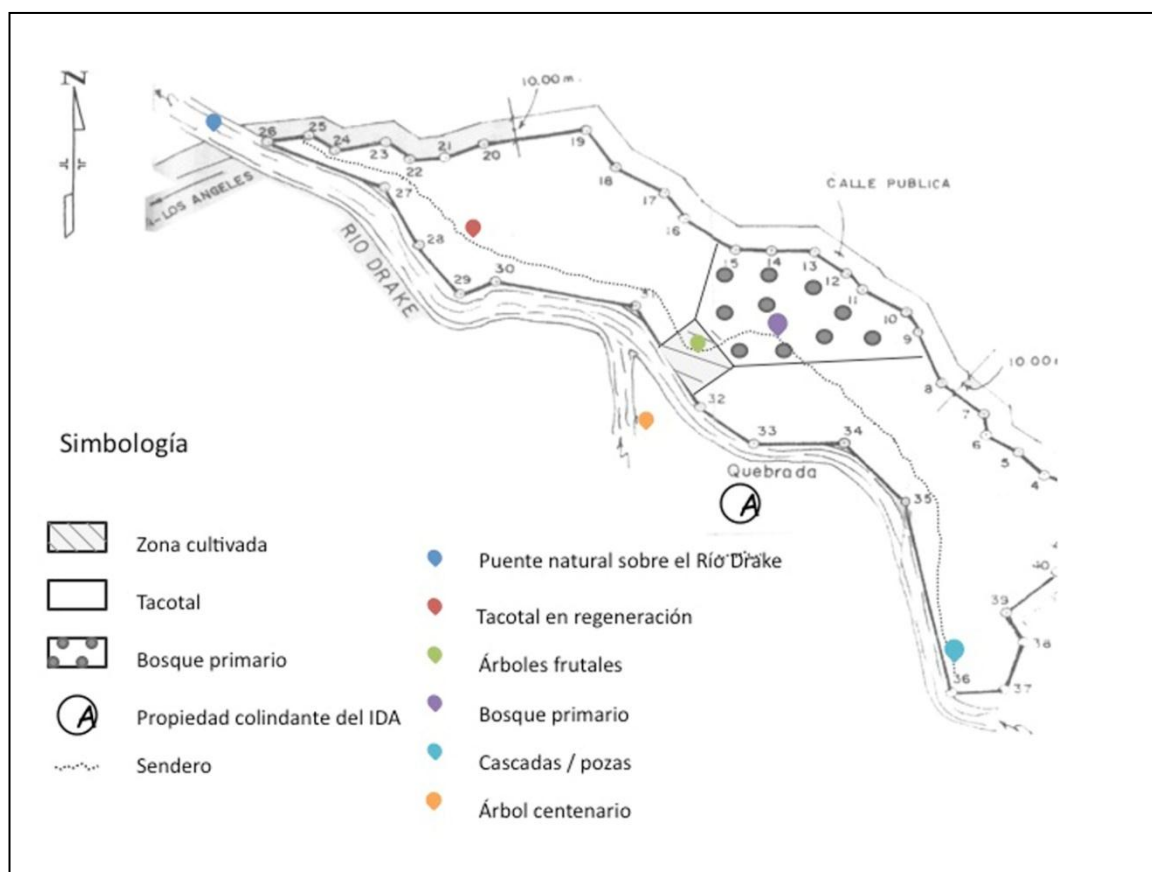 N
10.00 m.
26
25
24
23
22
21
20
19
18
17
16
15
14
13
12
11
10
9
8
7
6
5
4
CALLE PUBLICA
10.00
A-LOS ANGELES
RIO DRAKE
27
28
29
30
31
32
33
34
35
36
37
38
39
Quebrada
A
Simbología
Zona cultivada
Tacotal
Bosque primario
A Propiedad colindante del IDA
Sendero
Puente natural sobre el Río Drake
Tacotal en regeneración
Árboles frutales
Bosque primario
Cascadas / pozas
Árbol centenario